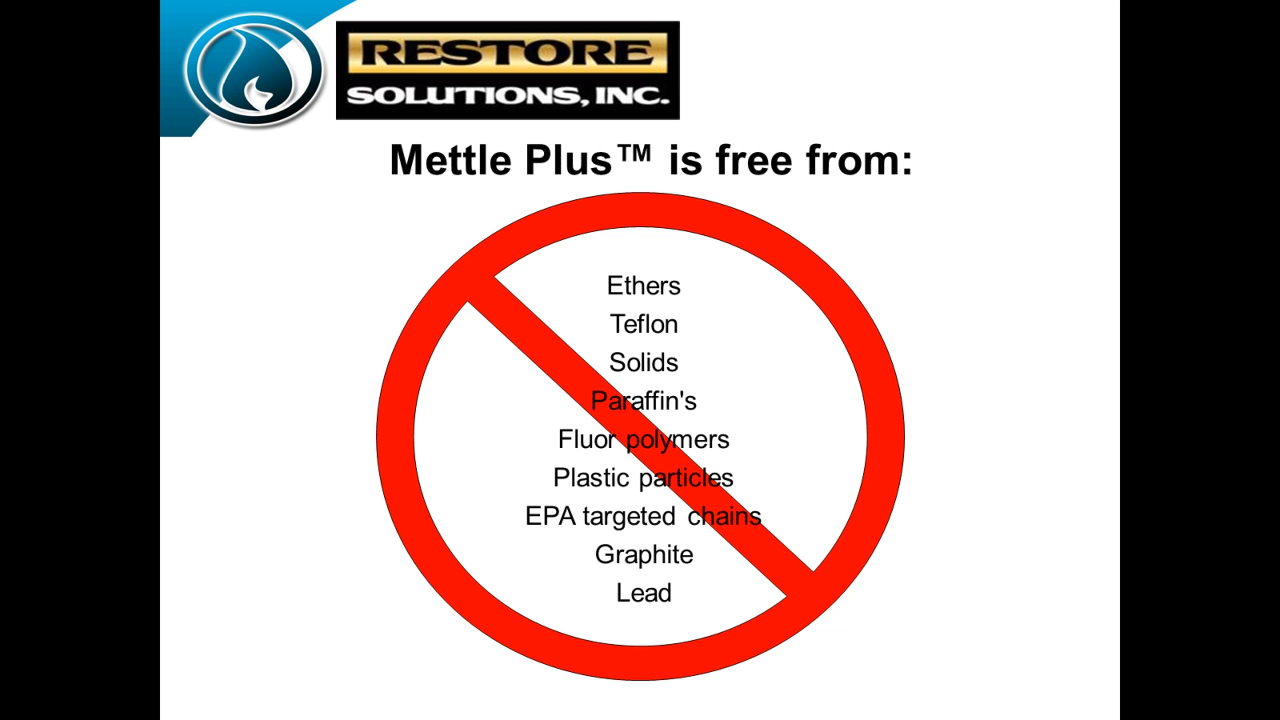 RESTORE
SOLUTIONS, INC.
Mettle Plus™ is free from:
Ethers
Teflon
Solids
Paraffin's
Fluor polymers
Plastic particles
EPA targeted chains
Graphite
Lead